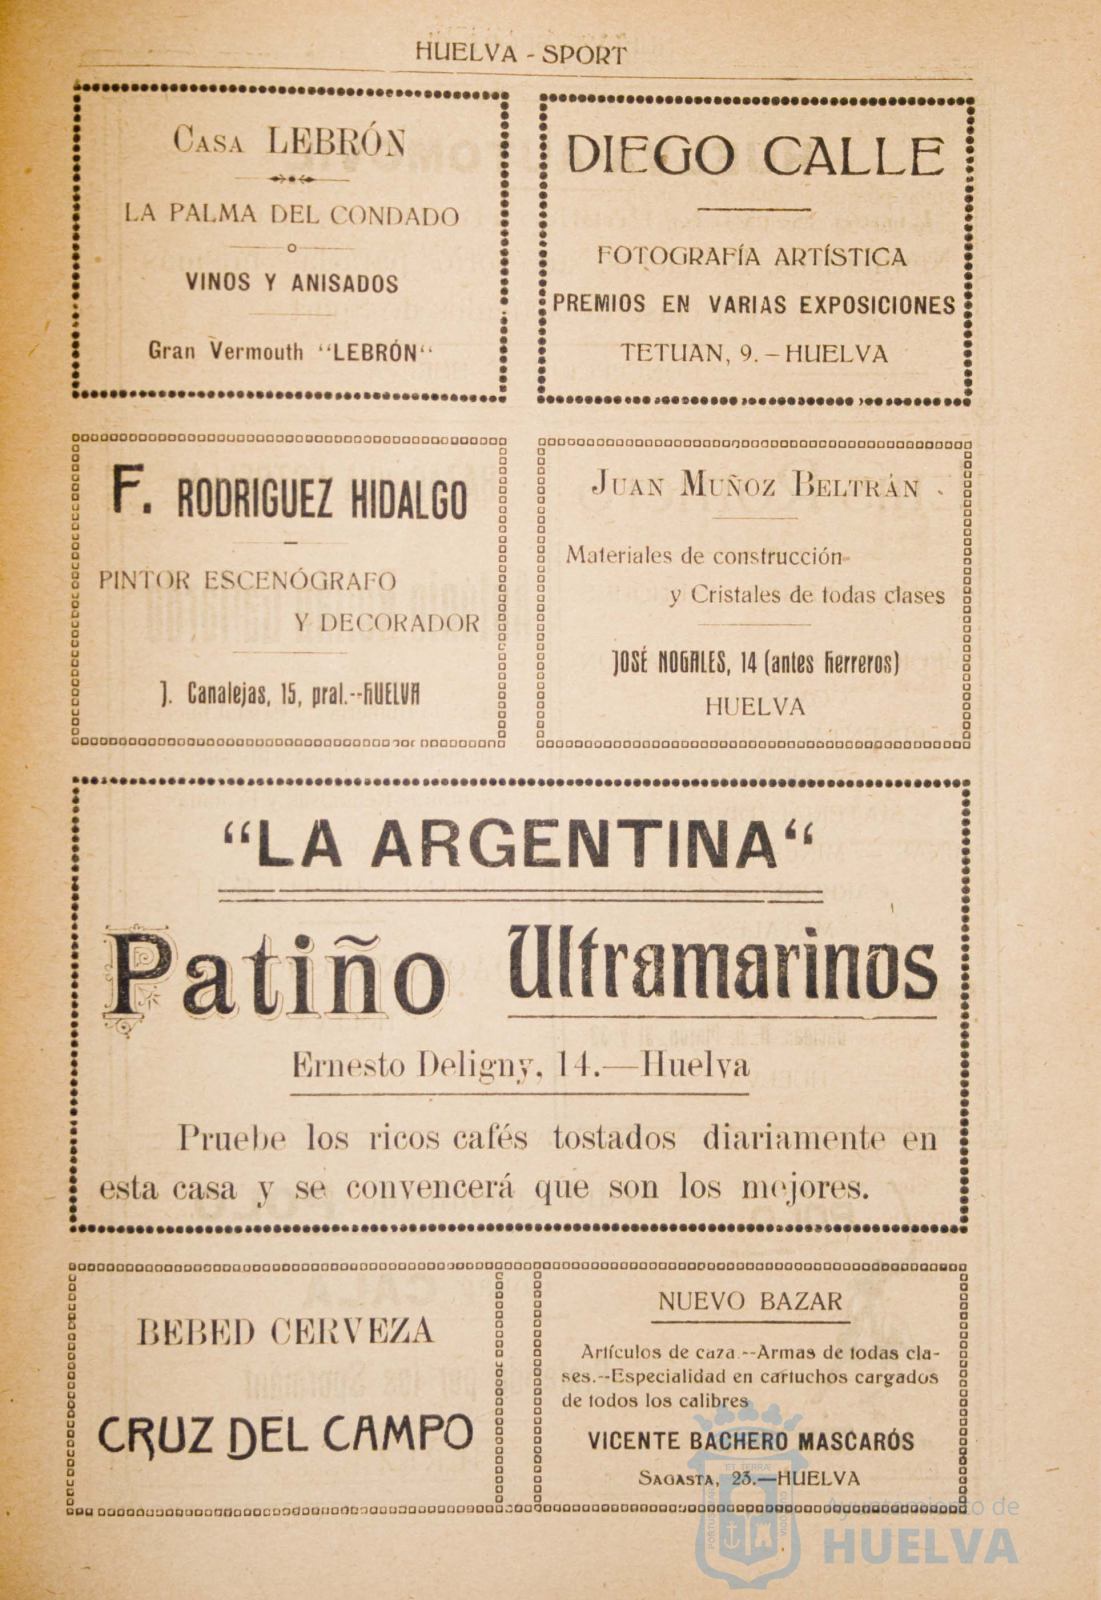 HUELVA - SPORT
CASA LEBRÓN
LA PALMA DEL CONDADO
VINOS Y ANISADOS
Gran Vermouth “LEBRÓN“
DIEGO CALLE
FOTOGRAFÍA ARTÍSTICA
PREMIOS EN VARIAS EXPOSICIONES
TETUAN, 9.-HUELVA
F. RODRIGUEZ HIDALGO
PINTOR ESCENÓGRAFO
Y DECORADOR
J. Canalejas, 15, pral.--HUELVA
JUAN MUÑOZ BELTRÁN
Materiales de construcción
y Cristales de todas clases
JOSÉ NOGALES, 14 (antes Herreros)
HUELVA
“LA ARGENTINA“
Patiño Ultramarinos
Ernesto Deligny, 14.—Huelva
Pruebe los ricos cafés tostados diariamente en
esta casa y se convencerá que son los mejores.
BEBED CERVEZA
CRUZ DEL CAMPO
NUEVO BAZAR
Artículos de caza.--Armas de todas cla-
ses.--Especialidad en cartuchos cargados
de todos los calibres
VICENTE BACHERO MASCARÓS
SAGASTA, 23.—HUELVA
Ayuntamiento de
HUELVA